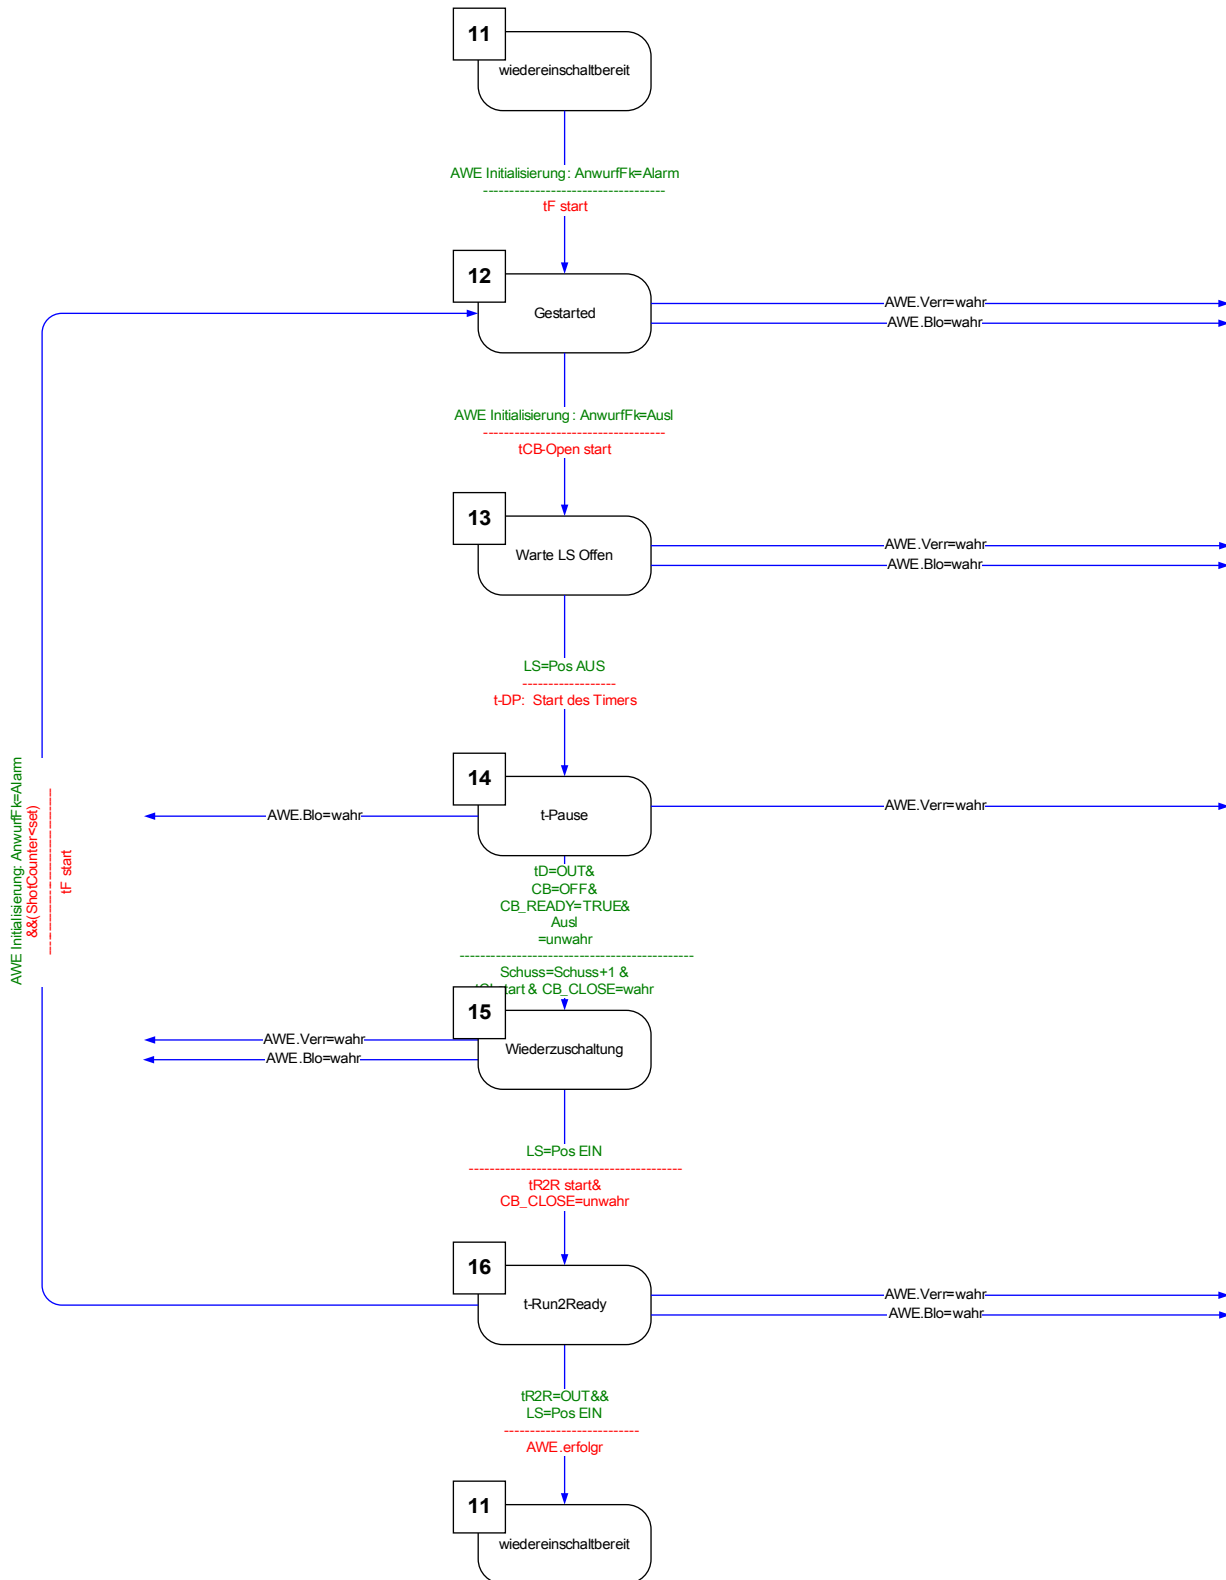 11
wiedereinschaltbereit
AWE Initialisierung: AnwurfFk=Alarm
tF start
12
Gestarted
AWE.Verr=wahr
AWE.Blo=wahr
AWE Initialisierung: AnwurfFk=Ausl
tCB-Open start
13
Warte LS Offen
AWE.Verr=wahr
AWE.Blo=wahr
LS=Pos AUS
t-DP: Start des Timers
14
t-Pause
AWE.Blo=wahr
AWE.Verr=wahr
AWE Initialisierung: AnwurfFk=Alarm
&&(ShotCounter<set)
tF start
tD=OUT&
CB=OFF&
CB_READY=TRUE&
Ausl
=unwahr
Schuss=Schuss+1 &
start & CB_CLOSE=wahr
15
Wiederzuschaltung
AWE.Verr=wahr
AWE.Blo=wahr
LS=Pos EIN
tR2R start&
CB_CLOSE=unwahr
16
t-Run2Ready
AWE.Verr=wahr
AWE.Blo=wahr
tR2R=OUT&&
LS=Pos EIN
AWE.erfolgr
11
wiedereinschaltbereit